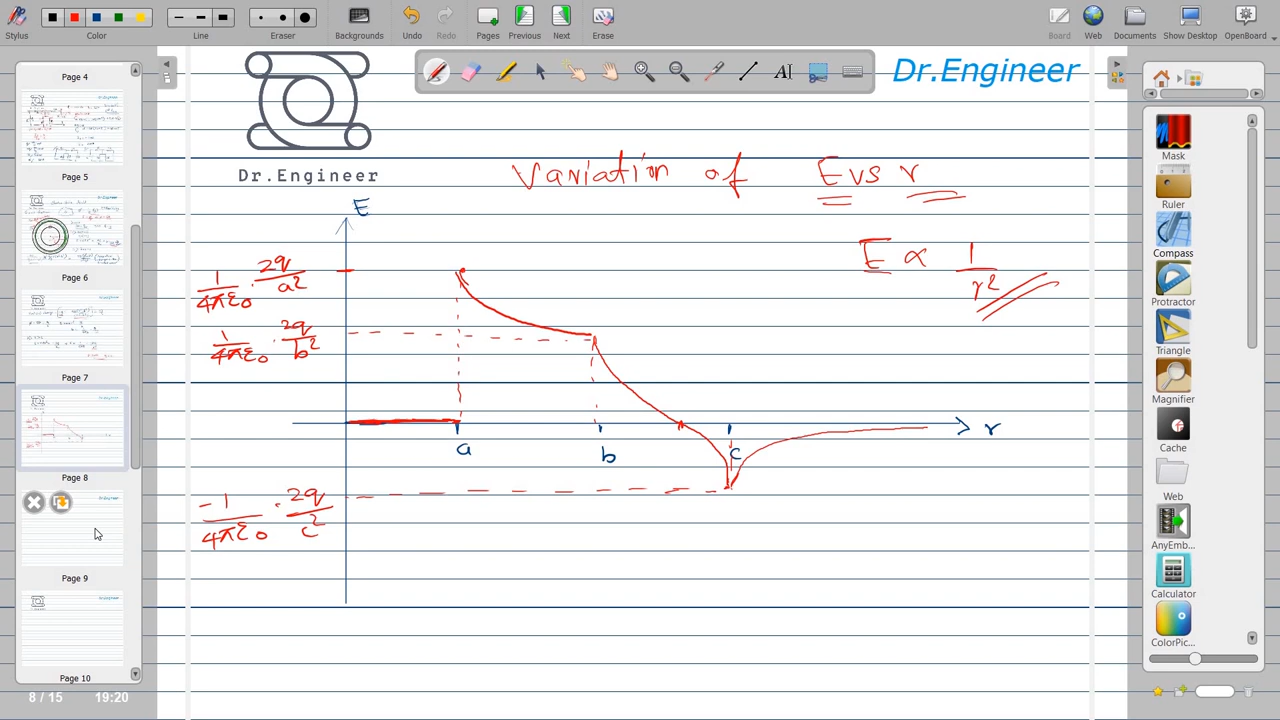 Stylus Color Line Eraser Backgrounds Undo Redo Pages Previous Next Erase Board Web Documents Show Desktop OpenBoard
Dr.Engineer
Dr.Engineer
Variation of E vs r
E
E ∝ 1/r²
1/4πε0 · 2q/a²
1/4πε0 · 2q/b²
a b c r
-1/4πε0 · 2q/c²
Page 4
Page 5
Page 6
Page 7
Page 8
Page 9
Page 10
8 / 15 19:20
Mask
Ruler
Compass
Protractor
Triangle
Magnifier
Cache
Web
AnyEmb...
Calculator
ColorPic...